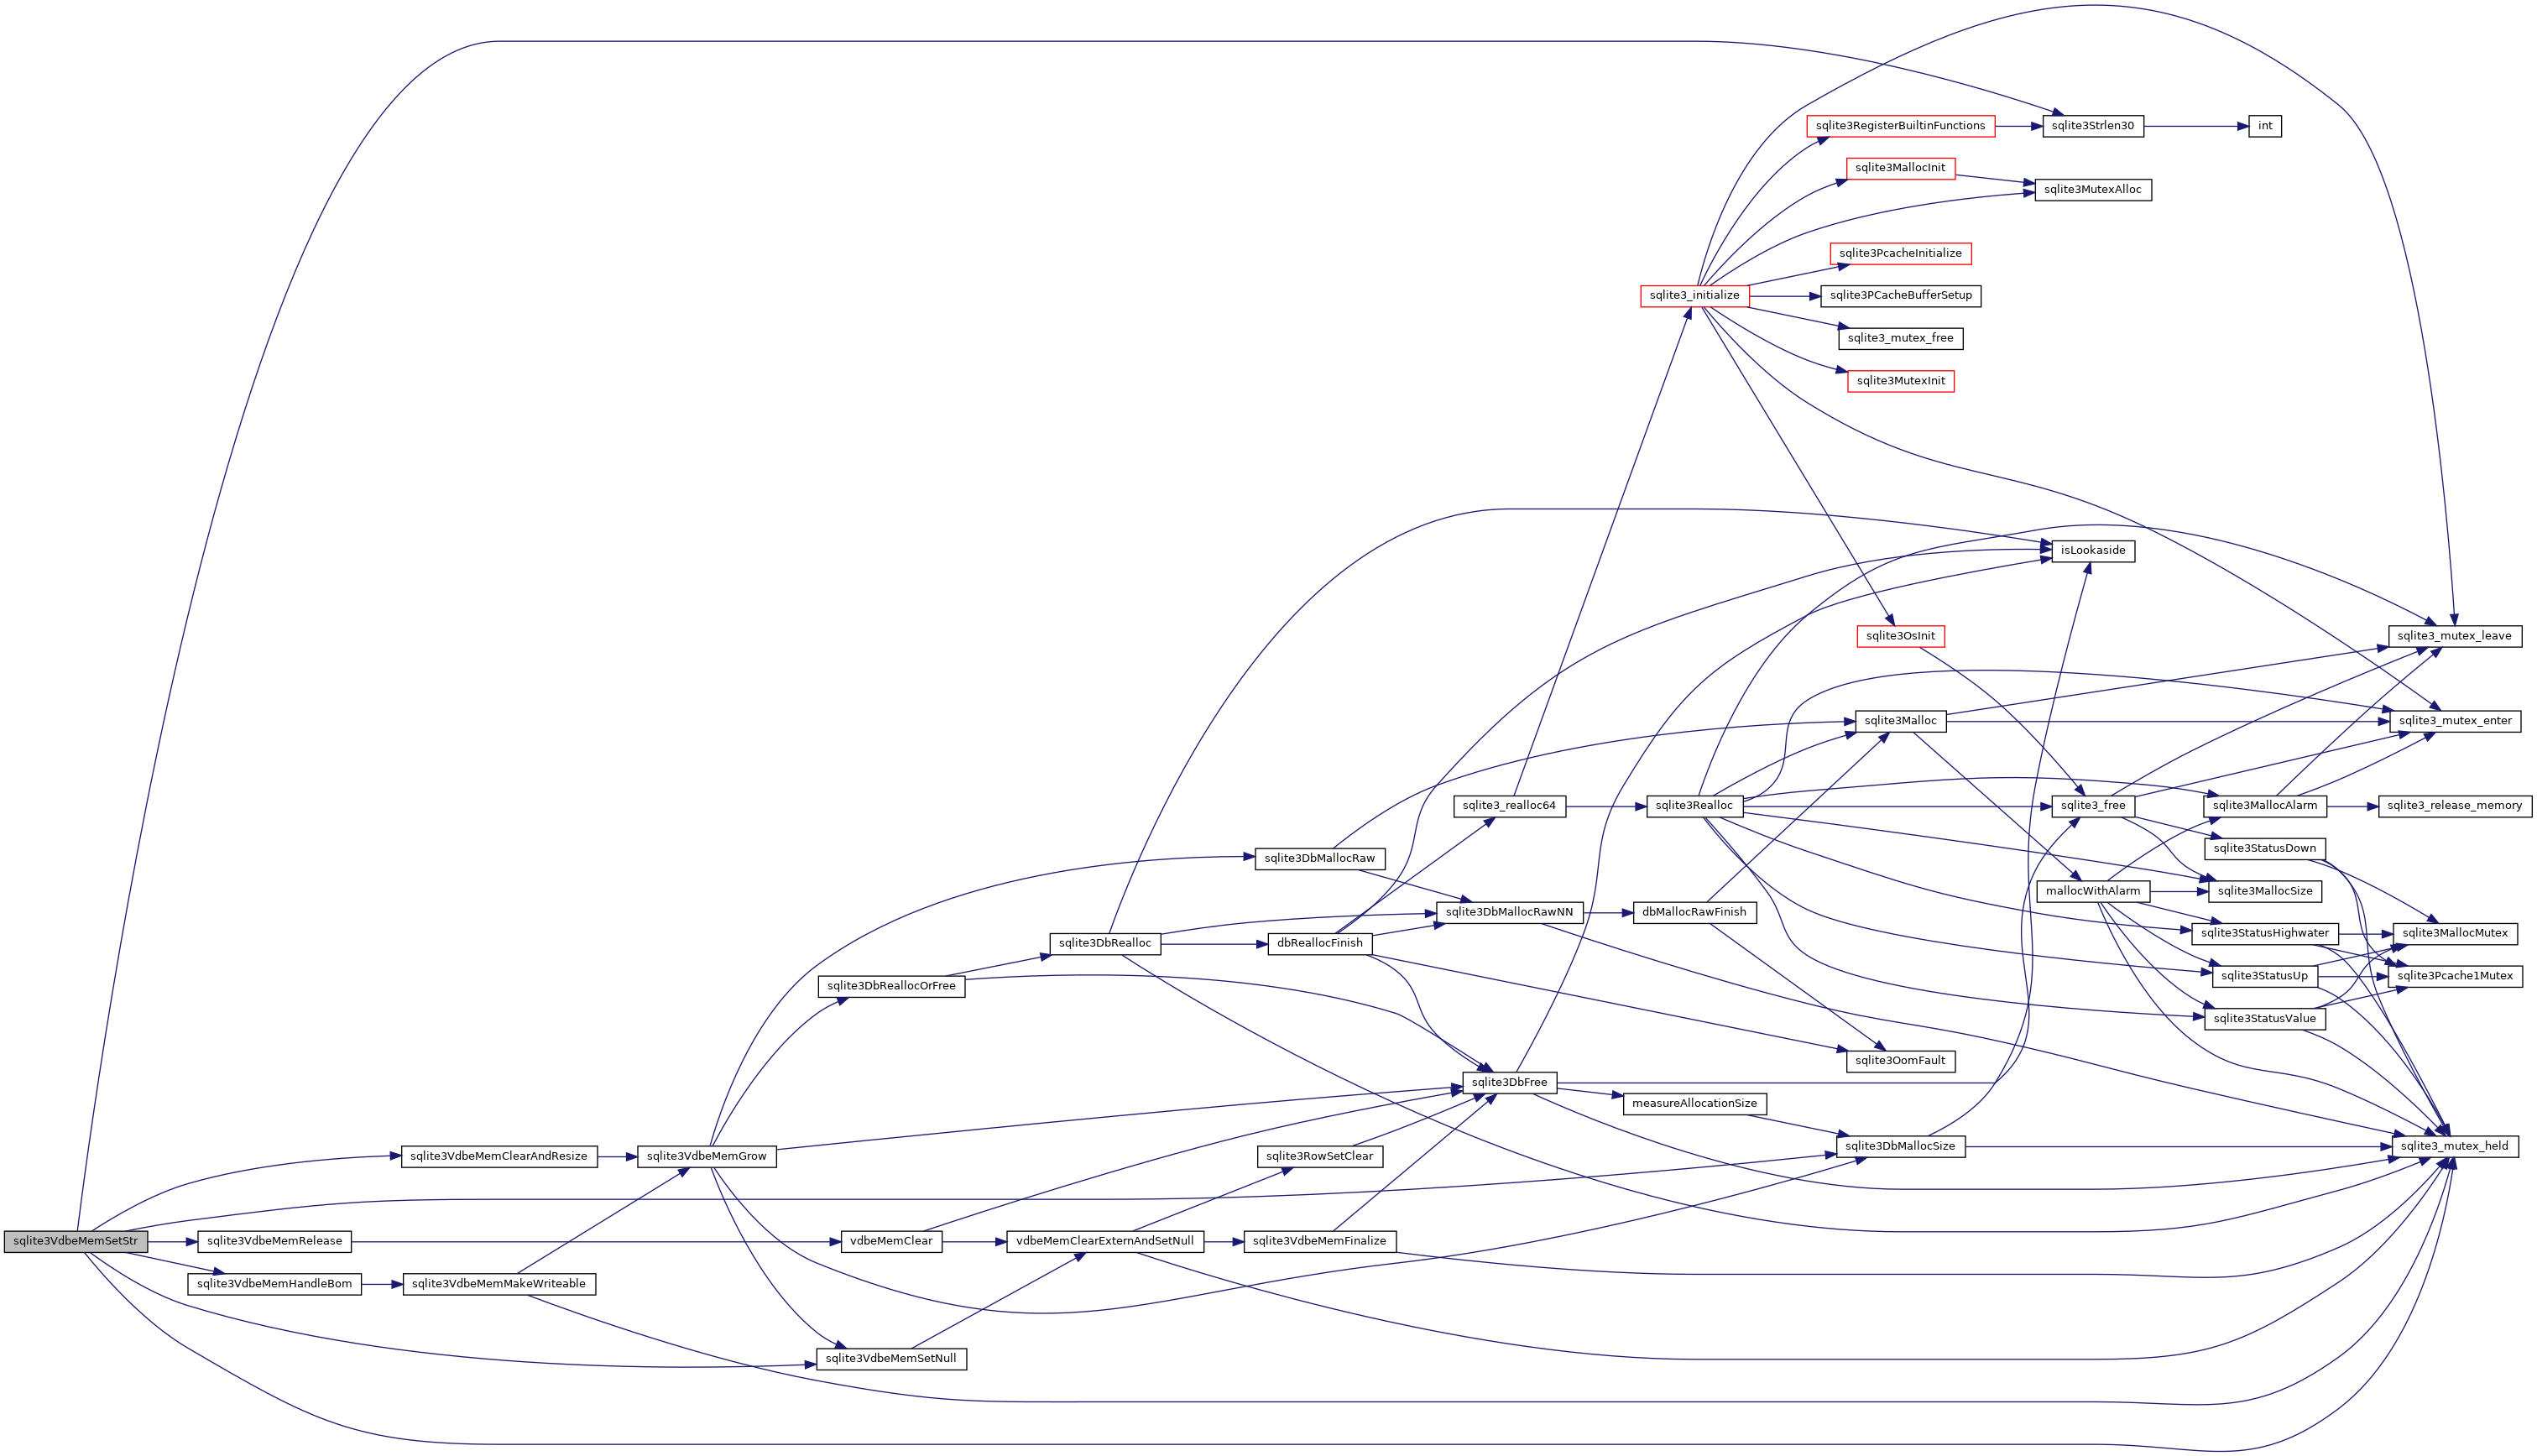 sqlite3RegisterBuiltinFunctions
sqlite3Strlen30
int
sqlite3MallocInit
sqlite3MutexAlloc
sqlite3PcacheInitialize
sqlite3_initialize
sqlite3PCacheBufferSetup
sqlite3_mutex_free
sqlite3MutexInit
isLookaside
sqlite3OsInit
sqlite3_mutex_leave
sqlite3Malloc
sqlite3_mutex_enter
sqlite3_realloc64
sqlite3Realloc
sqlite3_free
sqlite3MallocAlarm
sqlite3_release_memory
sqlite3DbMallocRaw
sqlite3StatusDown
mallocWithAlarm
sqlite3MallocSize
sqlite3DbMallocRawNN
dbMallocRawFinish
sqlite3DbRealloc
dbReallocFinish
sqlite3StatusHighwater
sqlite3MallocMutex
sqlite3DbReallocOrFree
sqlite3StatusUp
sqlite3Pcache1Mutex
sqlite3StatusValue
sqlite3OomFault
sqlite3DbFree
measureAllocationSize
sqlite3VdbeMemClearAndResize
sqlite3VdbeMemGrow
sqlite3RowSetClear
sqlite3DbMallocSize
sqlite3_mutex_held
sqlite3VdbeMemSetStr
sqlite3VdbeMemRelease
vdbeMemClear
vdbeMemClearExternAndSetNull
sqlite3VdbeMemFinalize
sqlite3VdbeMemHandleBom
sqlite3VdbeMemMakeWriteable
sqlite3VdbeMemSetNull